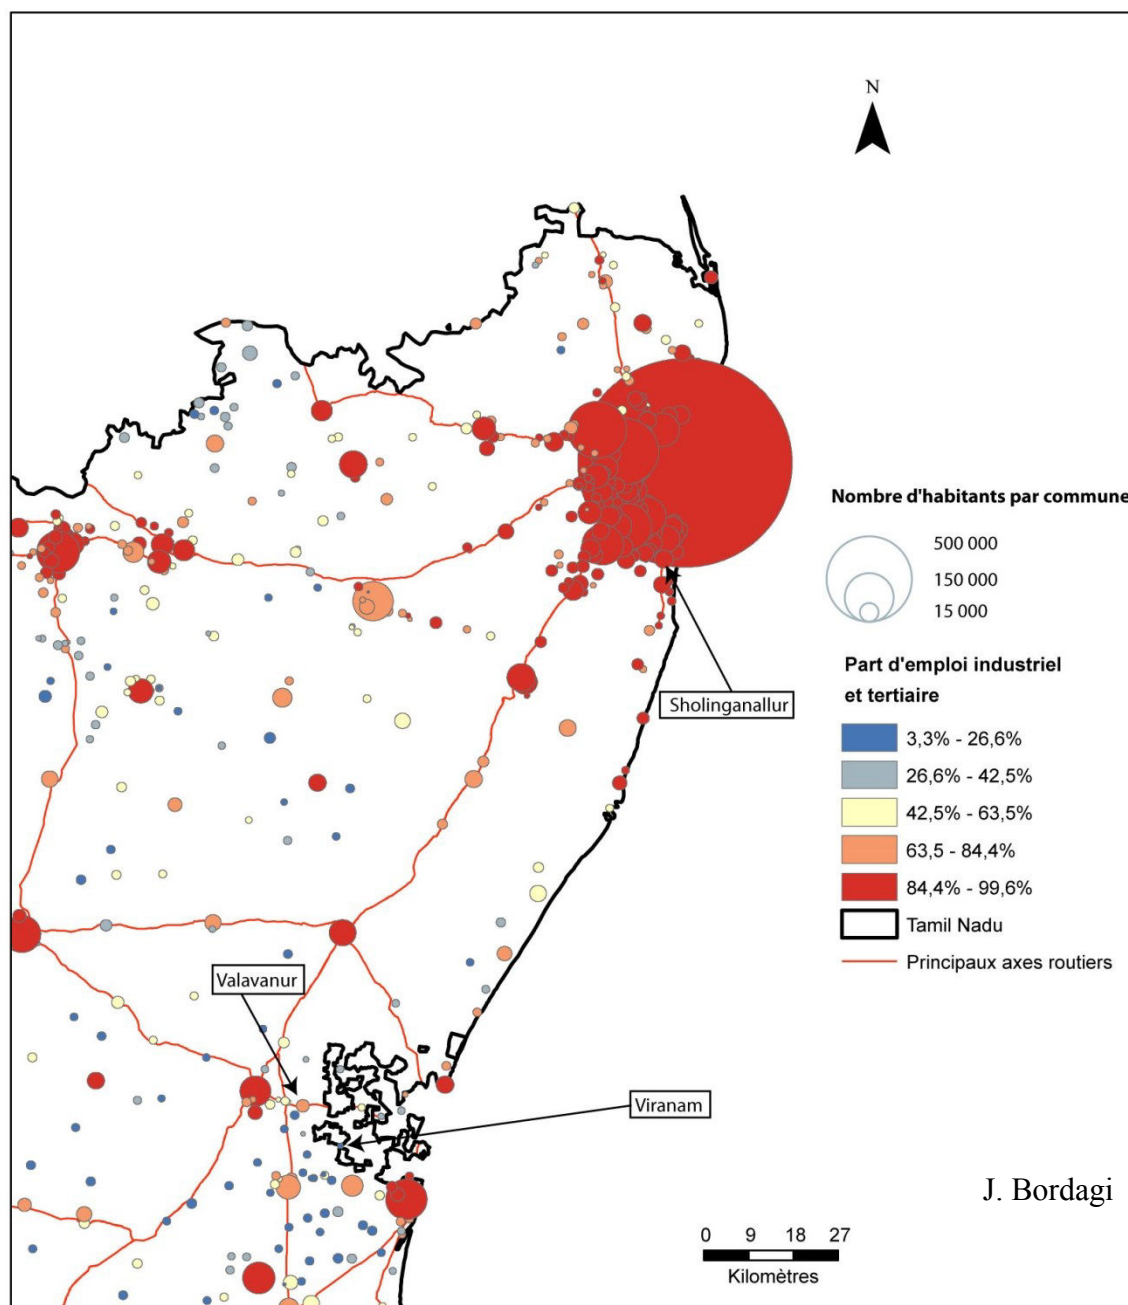 N
Nombre d'habitants par commune
500 000
150 000
15 000
Part d'emploi industriel
et tertiaire
3,3% - 26,6%
26,6% - 42,5%
42,5% - 63,5%
63,5 - 84,4%
84,4% - 99,6%
Tamil Nadu
Principaux axes routiers
Sholinganallur
Valavanur
Viranam
J. Bordagi
0 9 18 27
Kilomètres